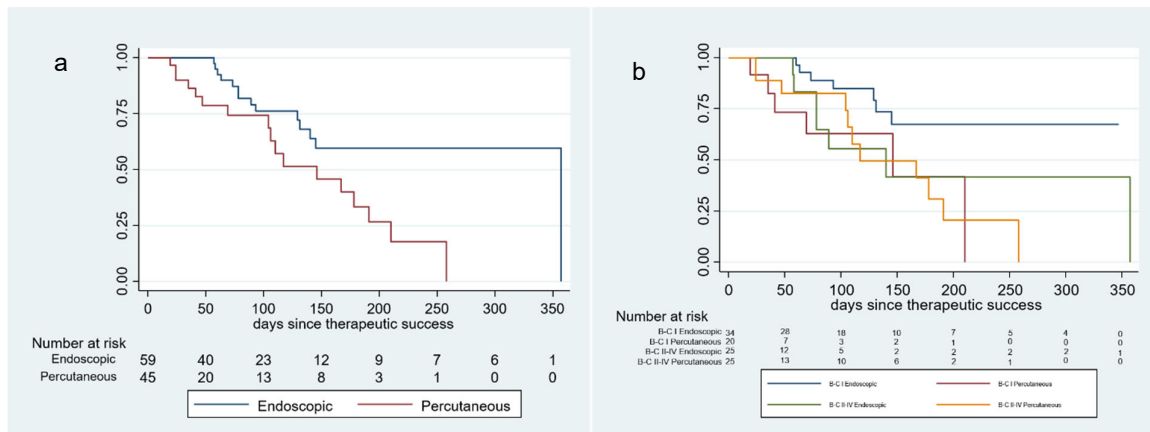 a
1.00
0.75
0.50
0.25
0.00
0 50 100 150 200 250 300 350
days since therapeutic success
Number at risk
Endoscopic 59 40 23 12 9 7 6 1
Percutaneous 45 20 13 8 3 1 0 0
Endoscopic Percutaneous
b
1.00
0.75
0.50
0.25
0.00
0 50 100 150 200 250 300 350
days since therapeutic success
Number at risk
B-C I Endoscopic 34 28 18 10 7 5 4 0
B-C I Percutaneous 20 7 3 2 1 0 0 0
B-C II-IV Endoscopic 25 12 5 2 2 2 2 1
B-C II-IV Percutaneous 25 13 10 6 2 1 0 0
B-C I Endoscopic B-C I Percutaneous
B-C II-IV Endoscopic B-C II-IV Percutaneous